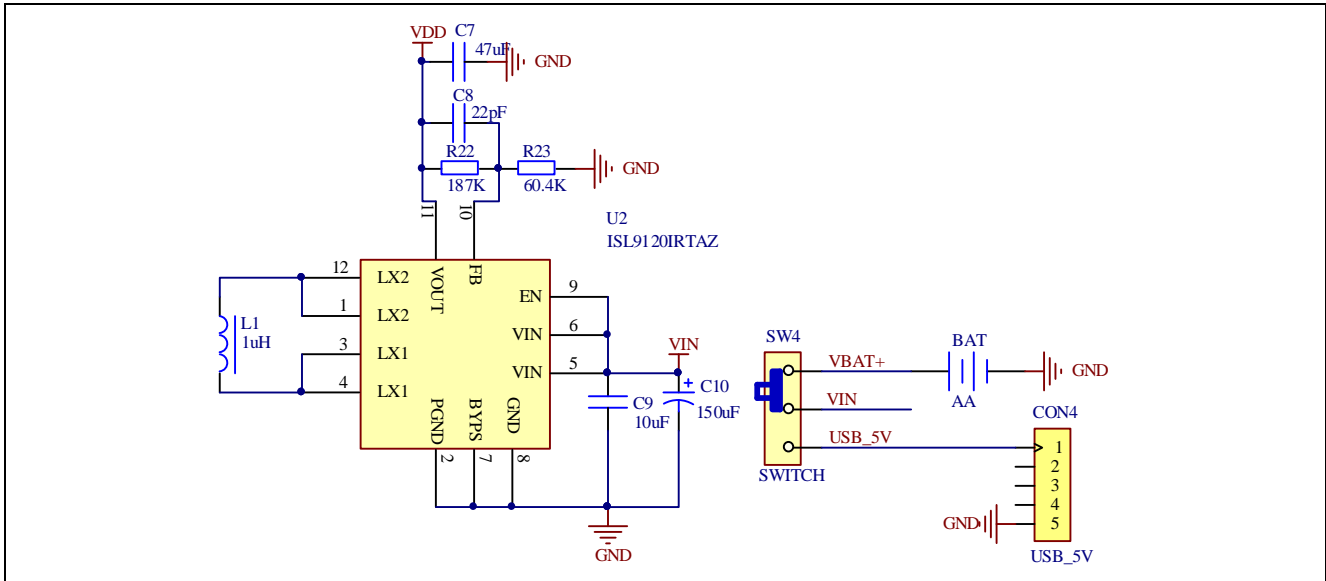 VDD
C7
47uF
GND
C8
22pF
R22
187K
R23
60.4K
GND
11
10
U2
ISL9120IRTAZ
VOUT
FB
12
LX2
1
LX2
3
LX1
4
LX1
EN
9
VIN
6
VIN
5
PGND
BYPS
GND
2
7
8
L1
1uH
VIN
C9
10uF
C10
150uF
+
GND
SW4
SWITCH
VBAT+
VIN
USB_5V
BAT
AA
GND
CON4
1
2
3
4
5
GND
USB_5V